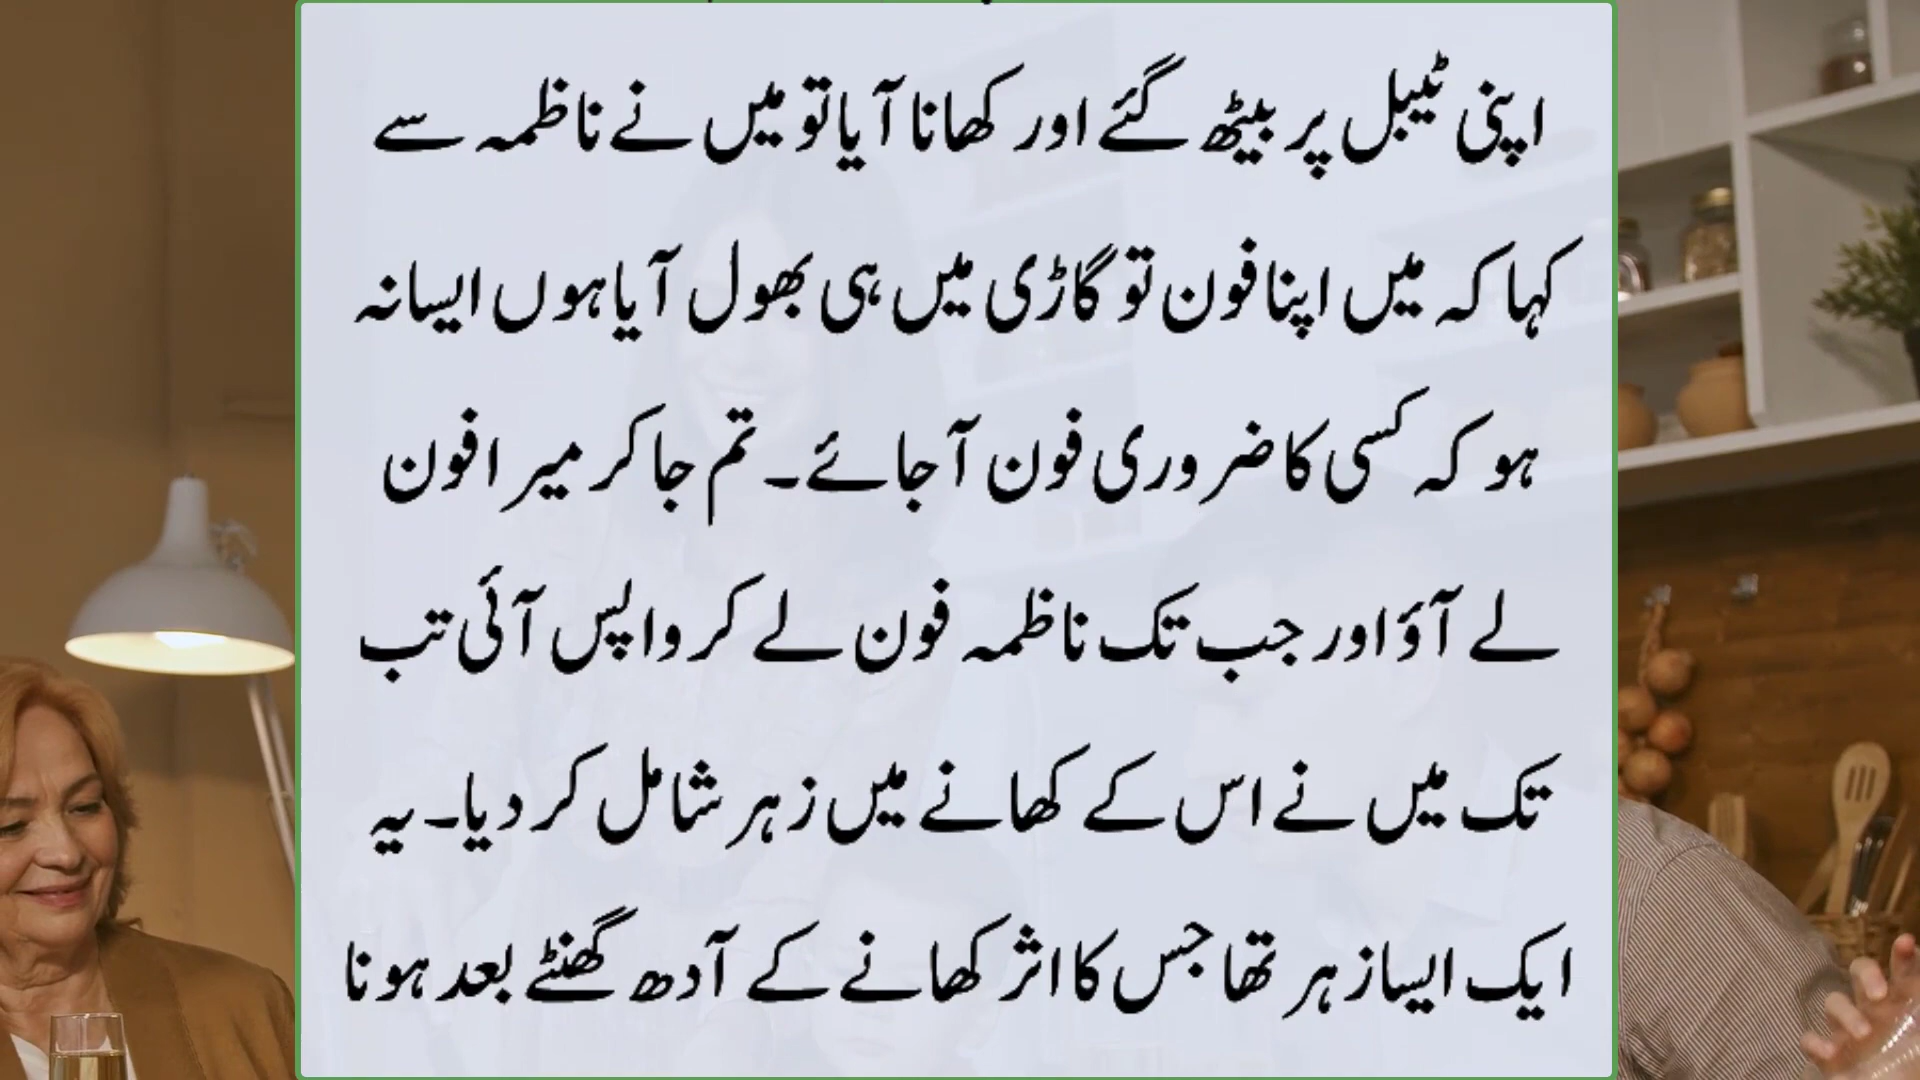 اپنی ٹیبل پر بیٹھ گئے اور کھانا آیا تو میں نے ناظمہ سے
کہا کہ میں اپنا فون تو گاڑی میں ہی بھول آیا ہوں ایسا نہ
ہو کہ کسی کا ضروری فون آ جائے۔ تم جا کر میرا فون
لے آؤ اور جب تک ناظمہ فون لے کر واپس آئی تب
تک میں نے اس کے کھانے میں زہر شامل کر دیا۔ یہ
ایک ایسا زہر تھا جس کا اثر کھانے کے آدھ گھنٹے بعد ہونا